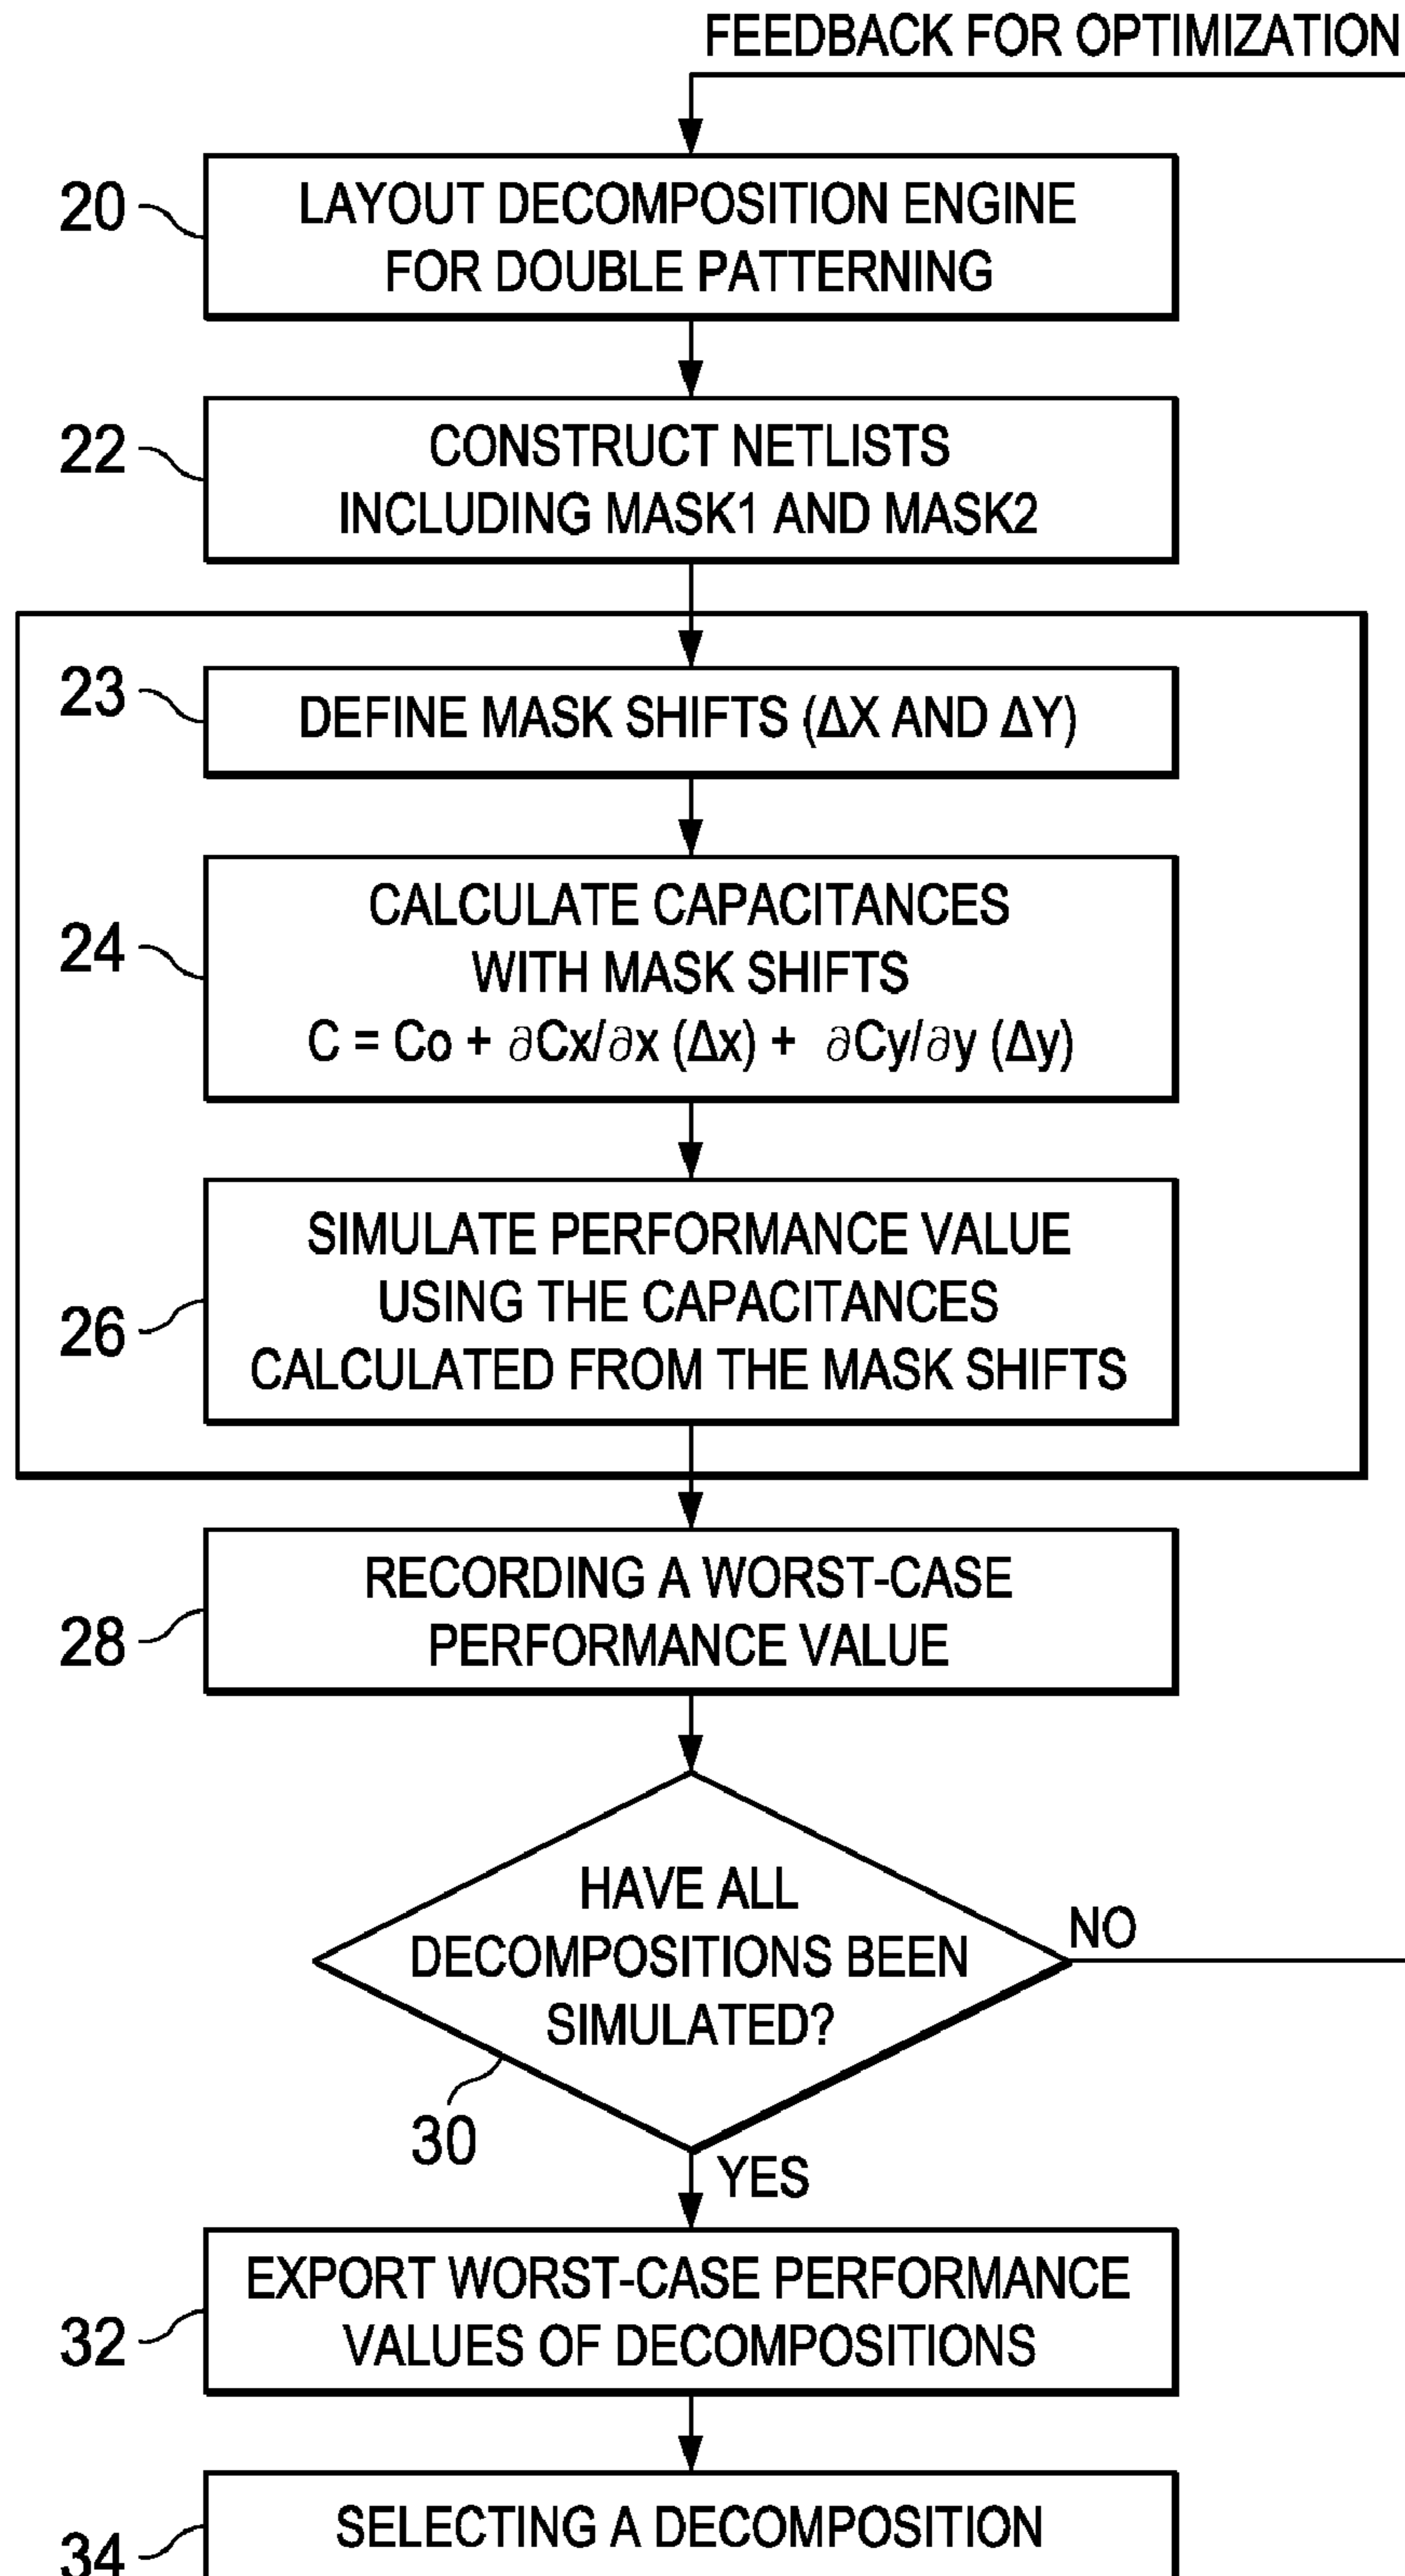 FEEDBACK FOR OPTIMIZATION
20
LAYOUT DECOMPOSITION ENGINE
FOR DOUBLE PATTERNING
22
CONSTRUCT NETLISTS
INCLUDING MASK1 AND MASK2
23
DEFINE MASK SHIFTS (ΔX AND ΔY)
24
CALCULATE CAPACITANCES
WITH MASK SHIFTS
C = Co + ∂Cx/∂x (Δx) + ∂Cy/∂y (Δy)
26
SIMULATE PERFORMANCE VALUE
USING THE CAPACITANCES
CALCULATED FROM THE MASK SHIFTS
28
RECORDING A WORST-CASE
PERFORMANCE VALUE
HAVE ALL
DECOMPOSITIONS BEEN
SIMULATED?
NO
30
YES
32
EXPORT WORST-CASE PERFORMANCE
VALUES OF DECOMPOSITIONS
34
SELECTING A DECOMPOSITION